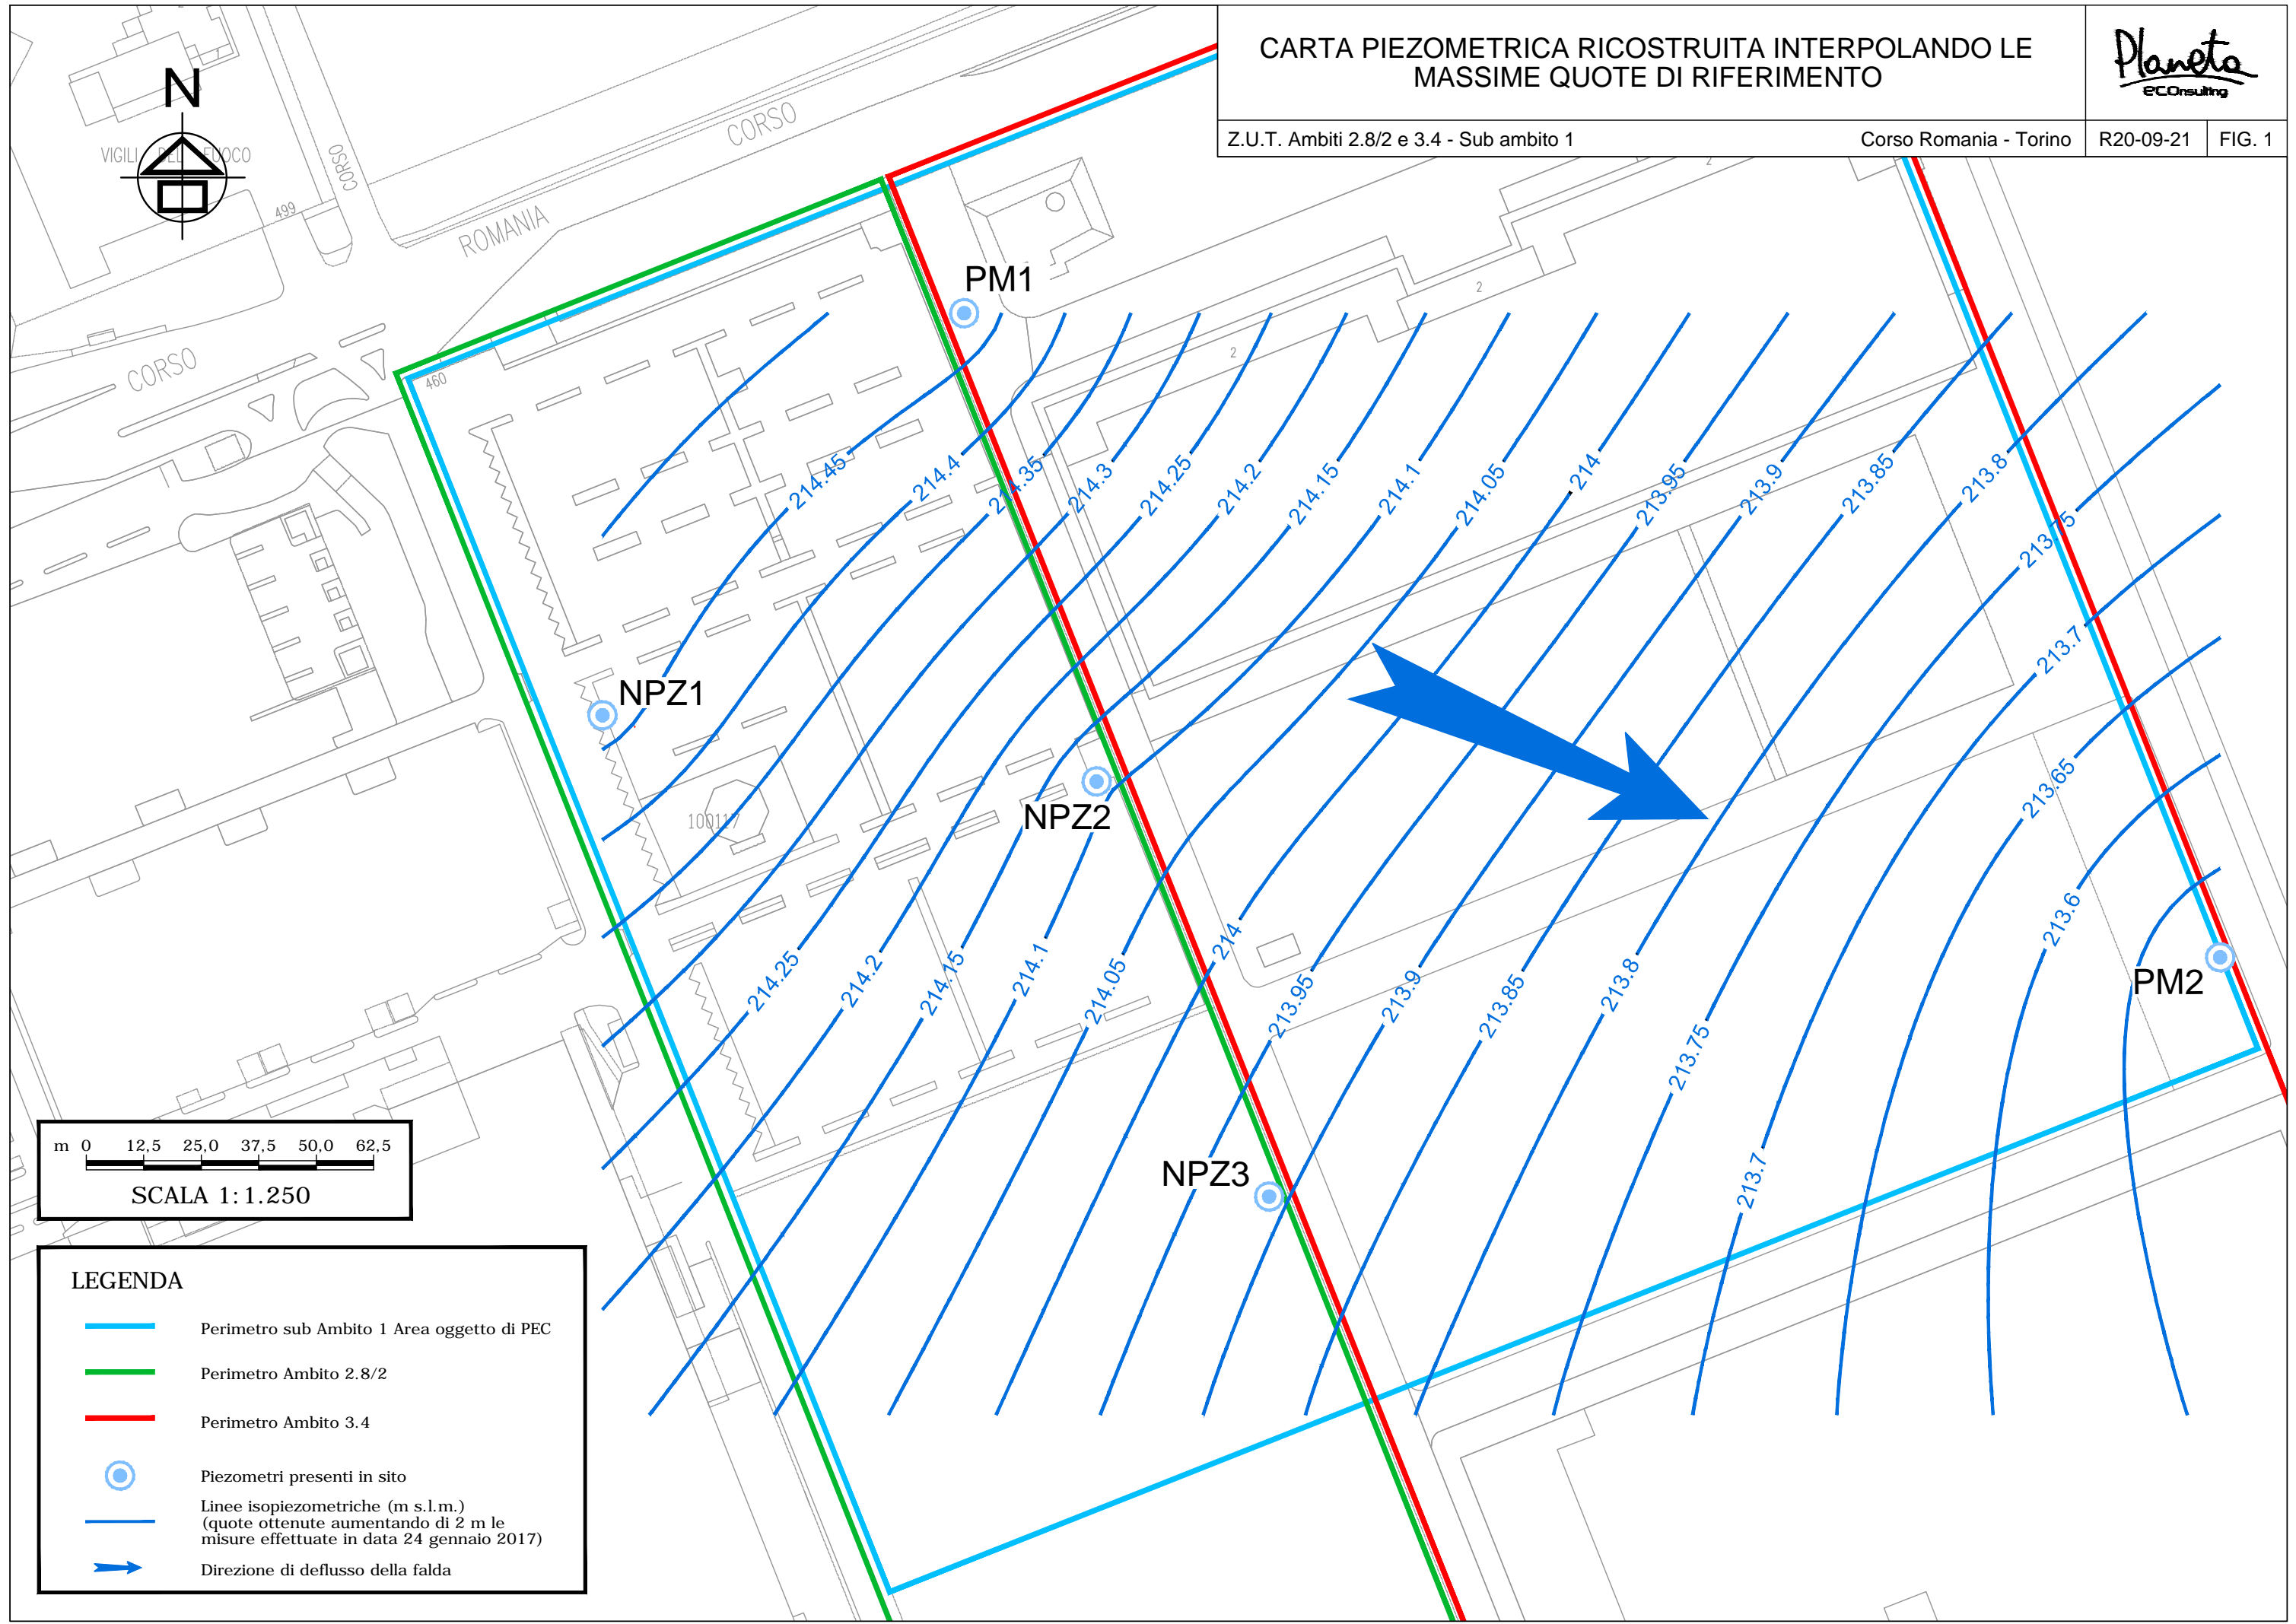 CARTA PIEZOMETRICA RICOSTRUITA INTERPOLANDO LE
MASSIME QUOTE DI RIFERIMENTO
Planeta
ECOnsulting
Z.U.T. Ambiti 2.8/2 e 3.4 - Sub ambito 1
Corso Romania - Torino
R20-09-21
FIG. 1
N
VIGILI DEL FUOCO
CORSO
499
CORSO
ROMANIA
CORSO
460
2
2
2
PM1
NPZ1
NPZ2
NPZ3
PM2
100117
214.45
214.4
214.35
214.3
214.25
214.2
214.15
214.1
214.05
214
213.95
213.9
213.85
213.8
213.75
213.7
213.65
213.6
214.25
214.2
214.15
214.1
214.05
214
213.95
213.9
213.85
213.8
213.75
213.7
m 0 12,5 25,0 37,5 50,0 62,5
SCALA 1:1.250
LEGENDA
Perimetro sub Ambito 1 Area oggetto di PEC
Perimetro Ambito 2.8/2
Perimetro Ambito 3.4
Piezometri presenti in sito
Linee isopiezometriche (m s.l.m.)
(quote ottenute aumentando di 2 m le
misure effettuate in data 24 gennaio 2017)
Direzione di deflusso della falda